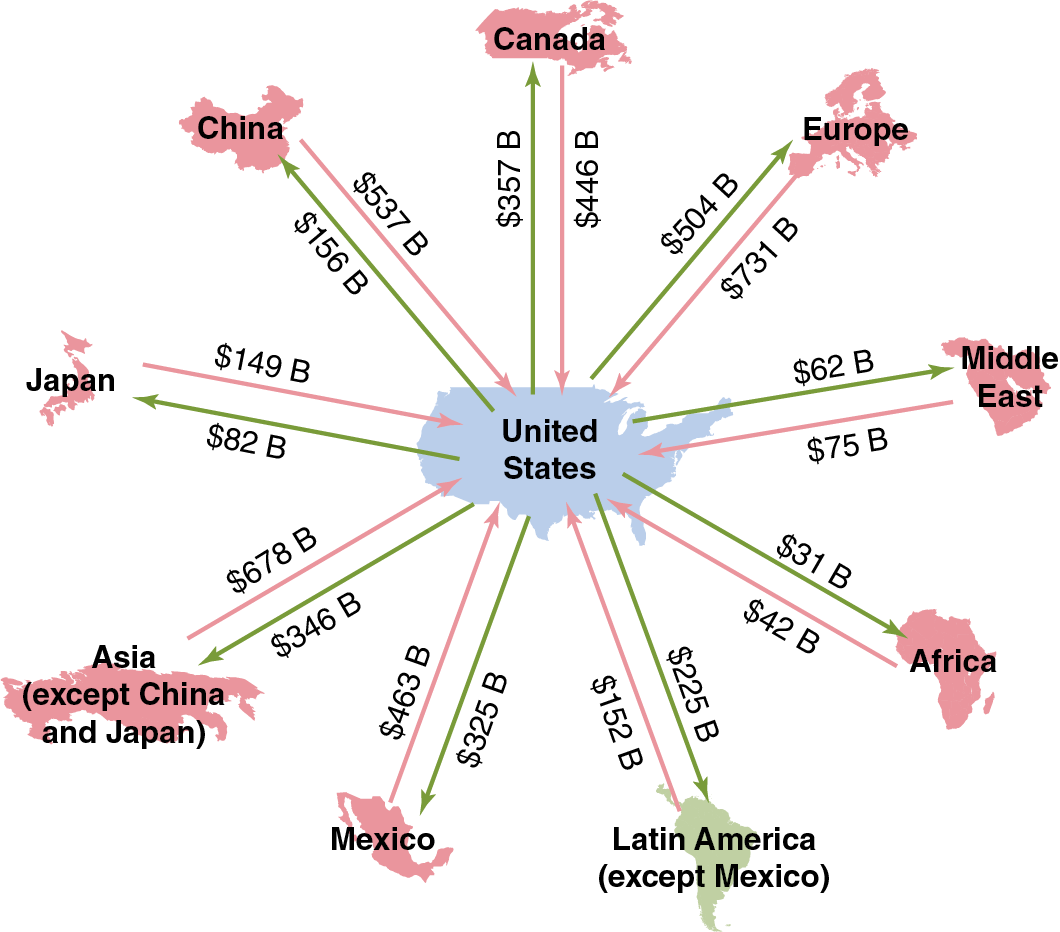 Canada
China
Europe
$357 B
$446 B
$537 B
$156 B
$504 B
$731 B
Japan
$149 B
$82 B
United
States
$62 B
$75 B
Middle
East
$678 B
$346 B
Asia
(except China
and Japan)
$463 B
$325 B
Mexico
$152 B
$225 B
Latin America
(except Mexico)
$31 B
$42 B
Africa